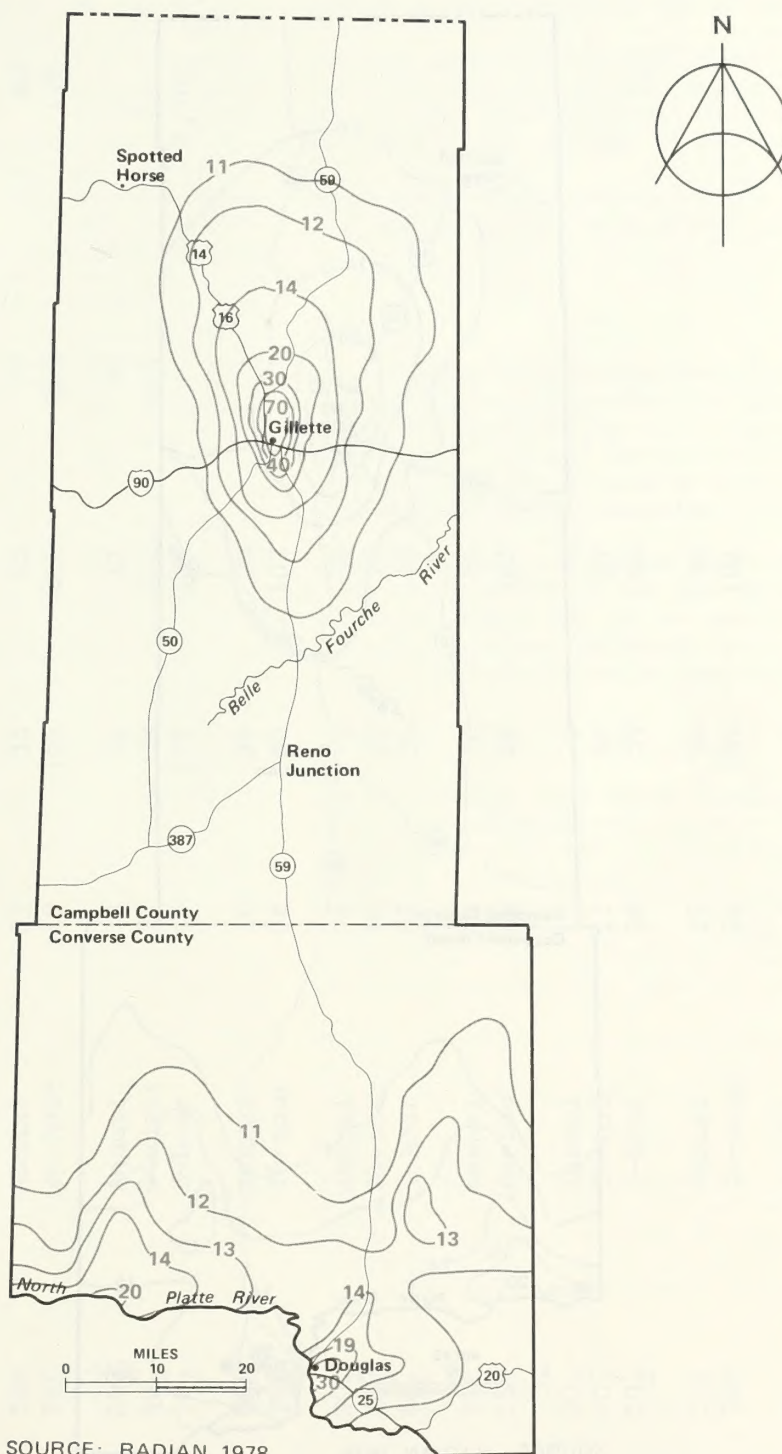 N
Spotted
Horse
11
59
12
14
14
16
20
30
70
Gillette
40
90
River
Fourche
Belle
50
Reno
Junction
387
59
Campbell County
Converse County
11
12
13
13
14
14
20
North Platte River
19
Douglas
30
25
20
MILES
0 10 20
SOURCE: RADIAN 1978